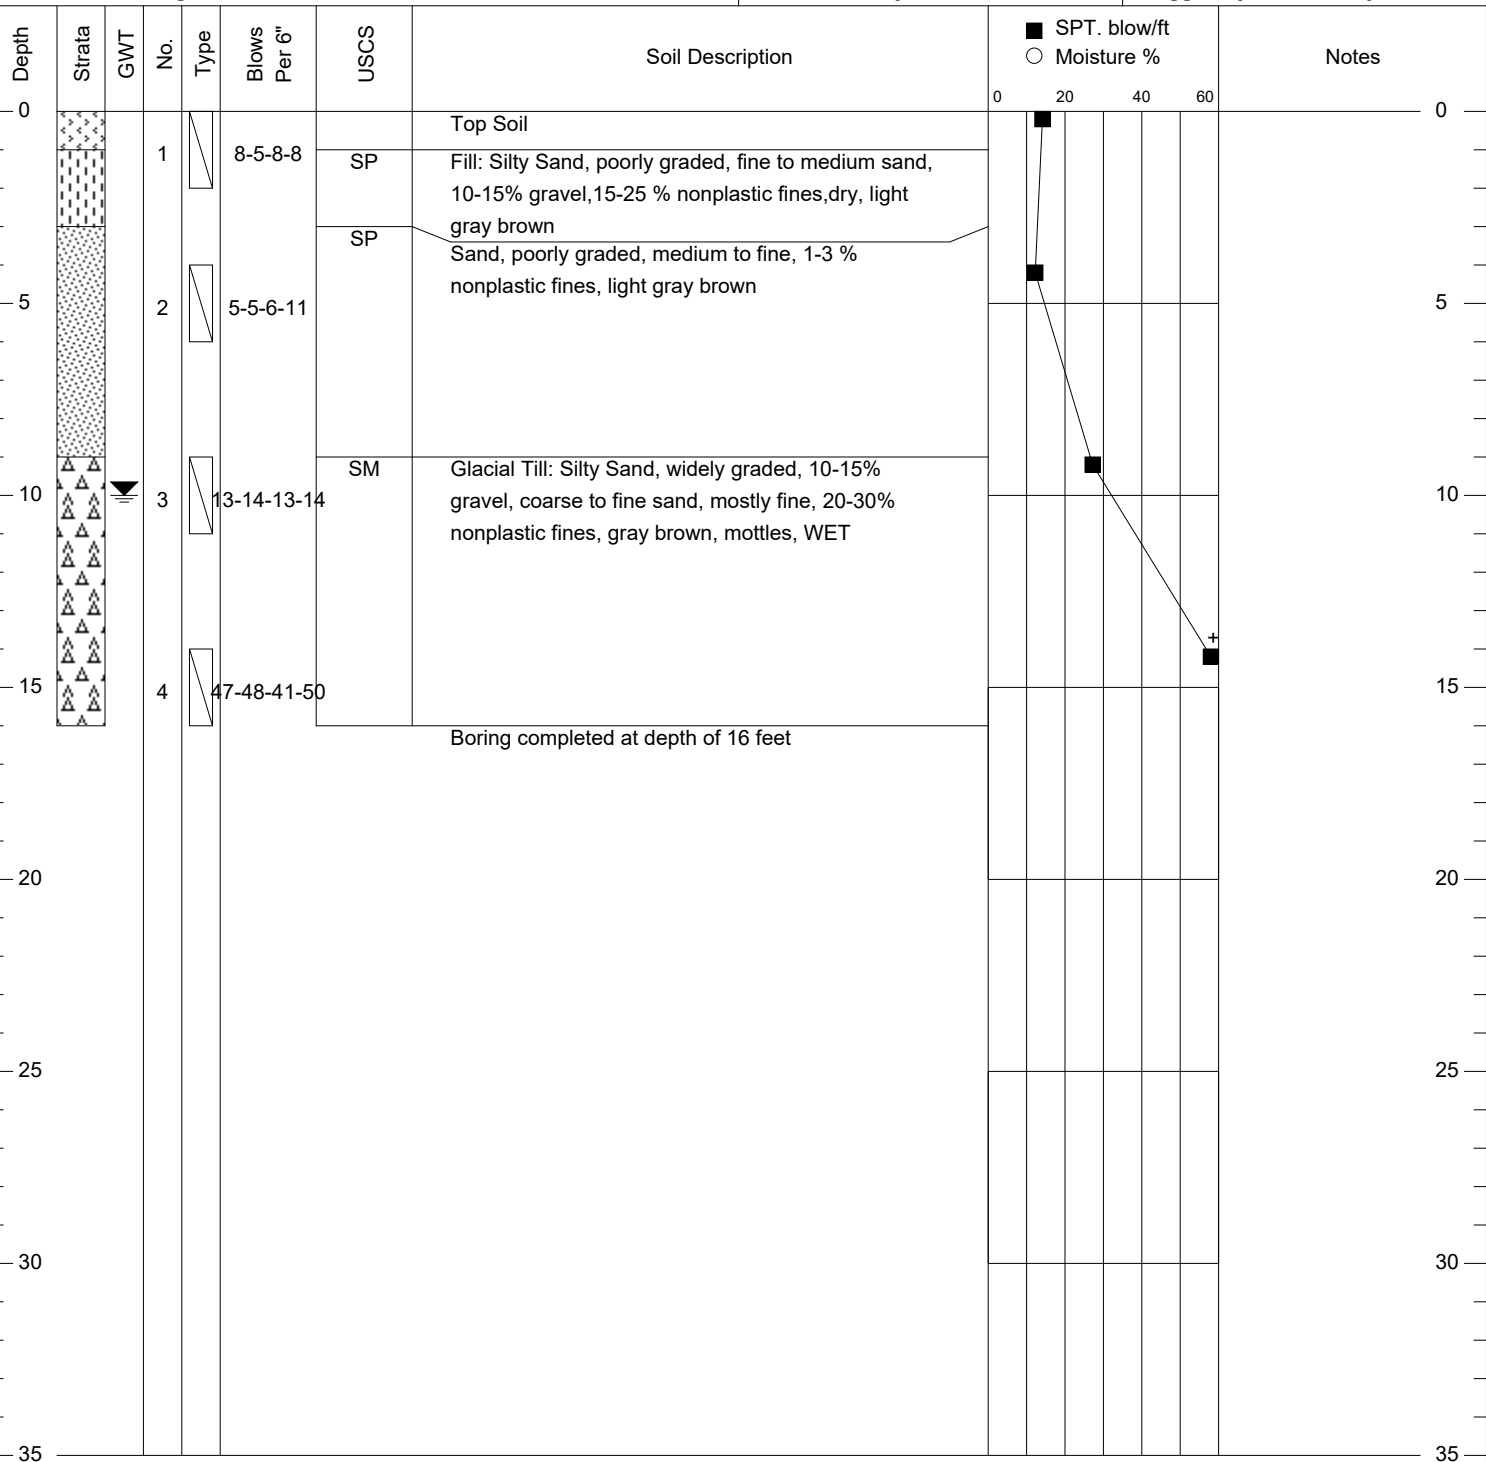 Depth
Strata
GWT
No.
Type
Blows
Per 6"
USCS
Soil Description
SPT. blow/ft
Moisture %
0 20 40 60
Notes
0
1 8-5-8-8
Top Soil
SP
Fill: Silty Sand, poorly graded, fine to medium sand,
10-15% gravel,15-25 % nonplastic fines,dry, light
gray brown
SP
Sand, poorly graded, medium to fine, 1-3 %
nonplastic fines, light gray brown
0
5
2 5-5-6-11
5
SM
Glacial Till: Silty Sand, widely graded, 10-15%
gravel, coarse to fine sand, mostly fine, 20-30%
nonplastic fines, gray brown, mottles, WET
10
3 13-14-13-14
10
+
15
4 47-48-41-50
15
Boring completed at depth of 16 feet
20
20
25
25
30
30
35
35